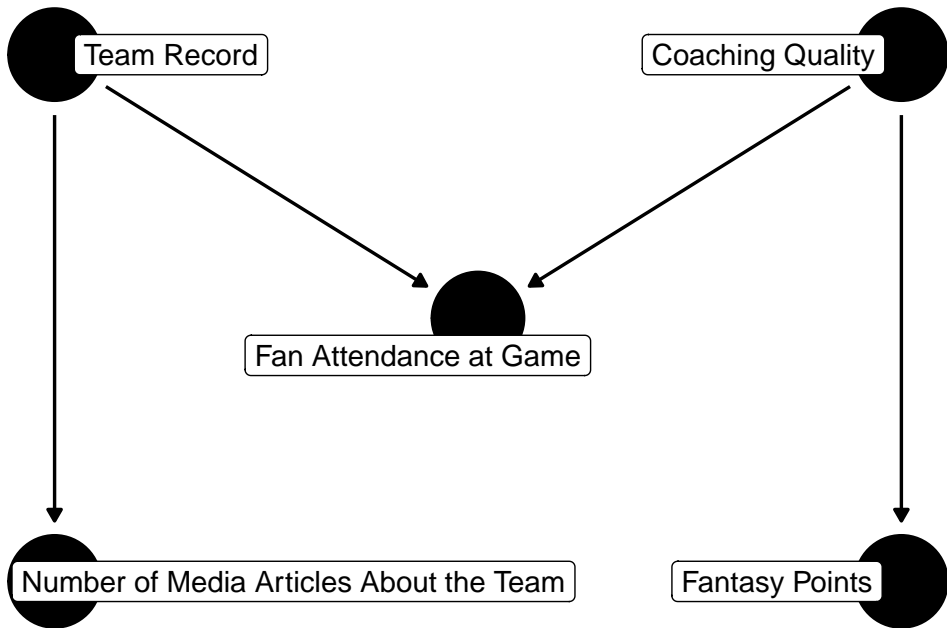 Team Record
Coaching Quality
Fan Attendance at Game
Number of Media Articles About the Team
Fantasy Points